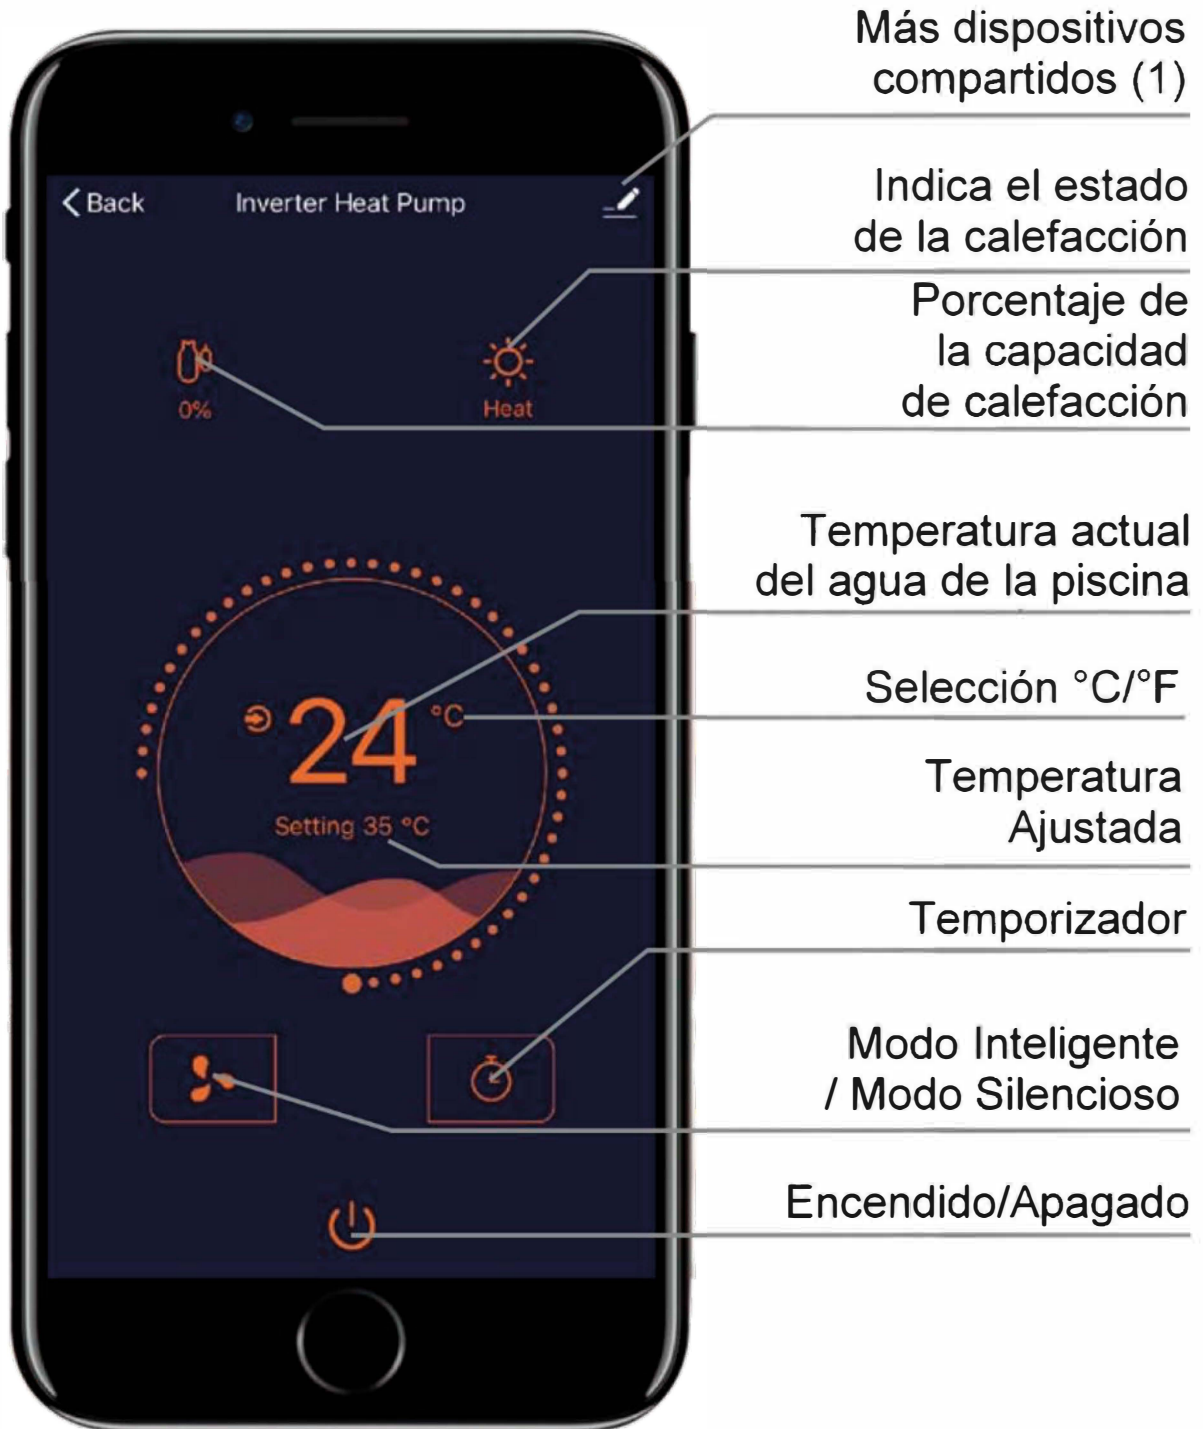 Más dispositivos
compartidos (1)
Back
Inverter Heat Pump
Indica el estado
de la calefacción
Porcentaje de
la capacidad
de calefacción
0%
Heat
Temperatura actual
del agua de la piscina
24 °C
Selección °C/°F
Setting 35 °C
Temperatura
Ajustada
Temporizador
Modo Inteligente
/ Modo Silencioso
Encendido/Apagado